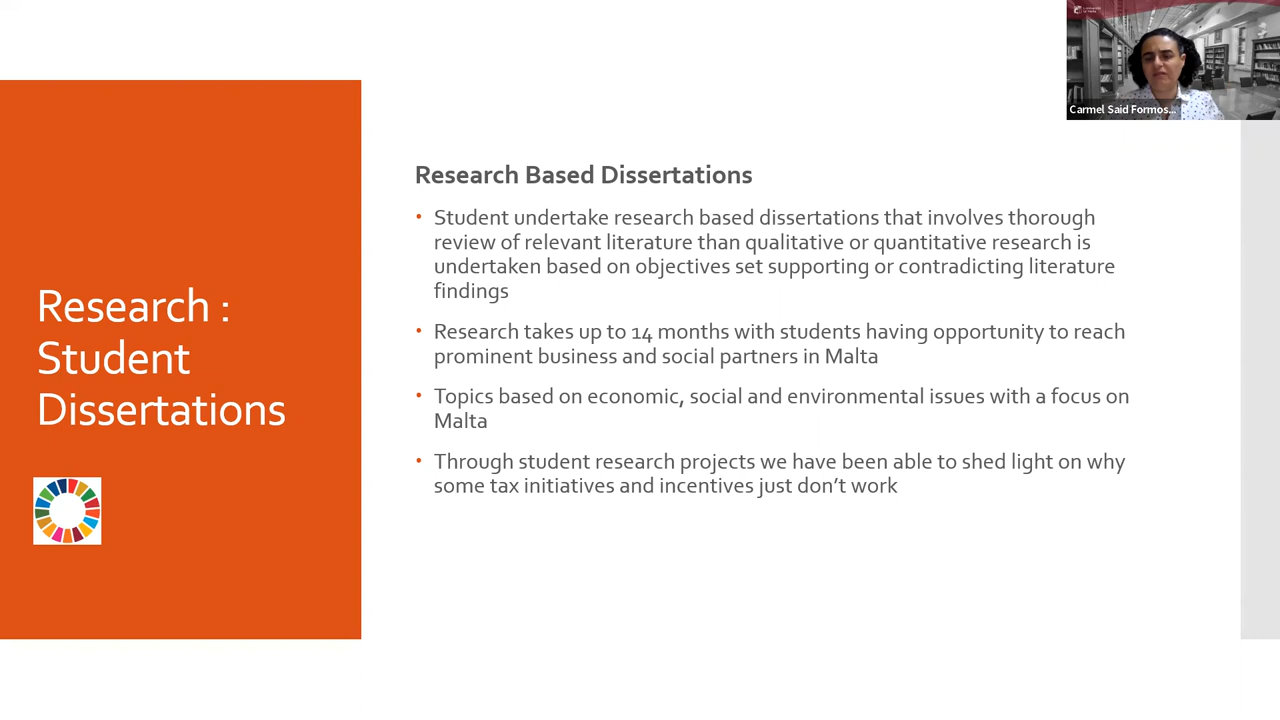 Carmel Said Formos...
Research :
Student
Dissertations
Research Based Dissertations
• Student undertake research based dissertations that involves thorough
review of relevant literature than qualitative or quantitative research is
undertaken based on objectives set supporting or contradicting literature
findings
• Research takes up to 14 months with students having opportunity to reach
prominent business and social partners in Malta
• Topics based on economic, social and environmental issues with a focus on
Malta
• Through student research projects we have been able to shed light on why
some tax initiatives and incentives just don’t work